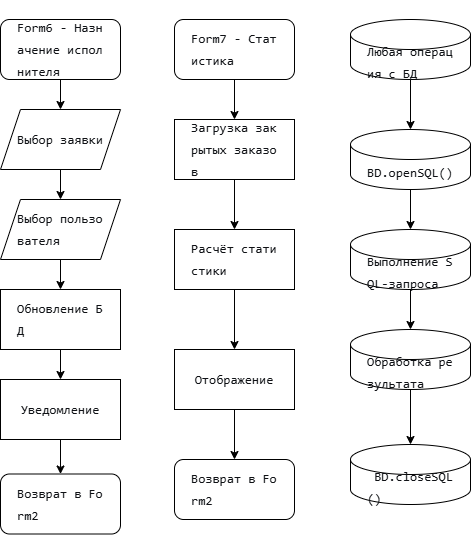 Form6 - Назн
ачение испол
нителя
Выбор заявки
Выбор пользо
вателя
Обновление Б
Д
Уведомление
Возврат в Fo
rm2
Form7 - Стат
истика
Загрузка зак
рытых заказо
в
Расчёт стати
стики
Отображение
Возврат в Fo
rm2
Любая операц
ия с БД
BD.openSQL()
Выполнение S
QL-запроса
Обработка ре
зультата
BD.closeSQL
()